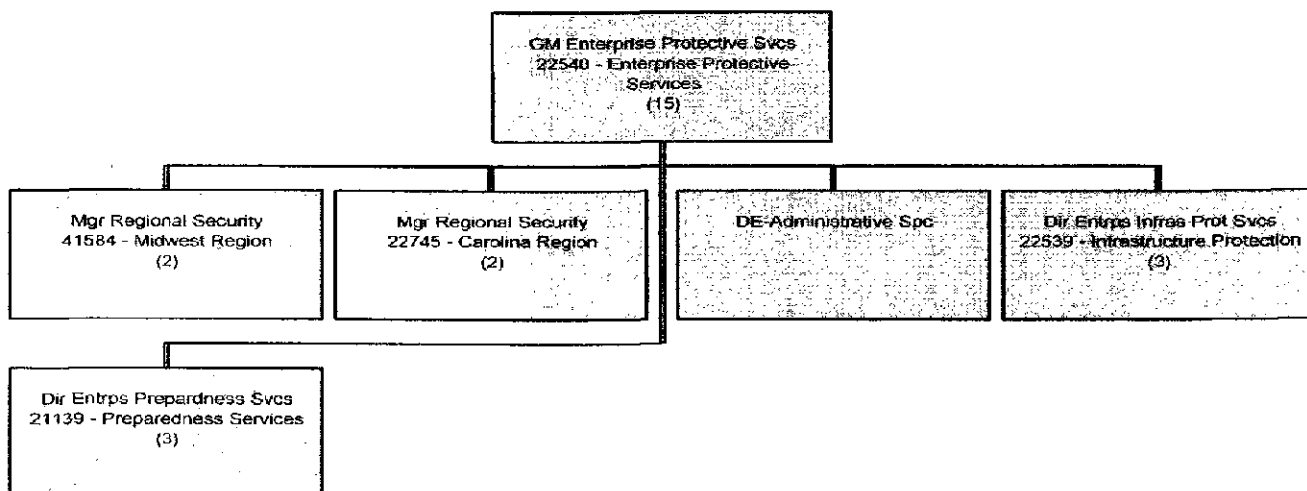 GM Enterprise Protective Svcs
22540 - Enterprise Protective
Services
(15)
Mgr Regional Security
41584 - Midwest Region
(2)
Mgr Regional Security
22745 - Carolina Region
(2)
DE-Administrative Spc
Dir Entrps Infras Prot Svcs
22539 - Infrastructure Protection
(3)
Dir Entrps Prepardness Svcs
21139 - Preparedness Services
(3)